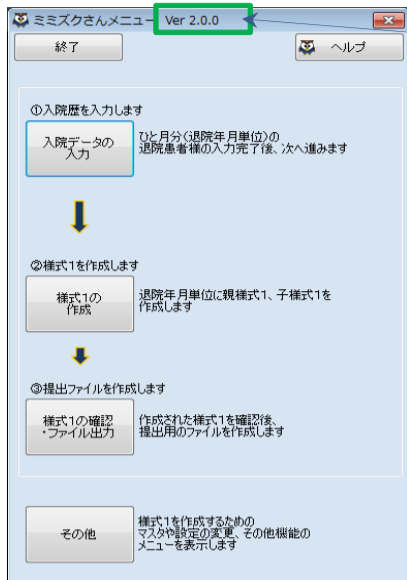 ミミズクさんメニュー Ver 2.0.0
終了
ヘルプ
①入院歴を入力します
入院データの
入力
ひと月分(退院年月単位)の
退院患者様の入力完了後、次へ進みます
②様式1を作成します
様式1の
作成
退院年月単位に親様式1、子様式1を
作成します
③提出ファイルを作成します
様式1の確認
・ファイル出力
作成された様式1を確認後、
提出用のファイルを作成します
その他
様式1を作成するための
マスタや設定の変更、その他機能の
メニューを表示します